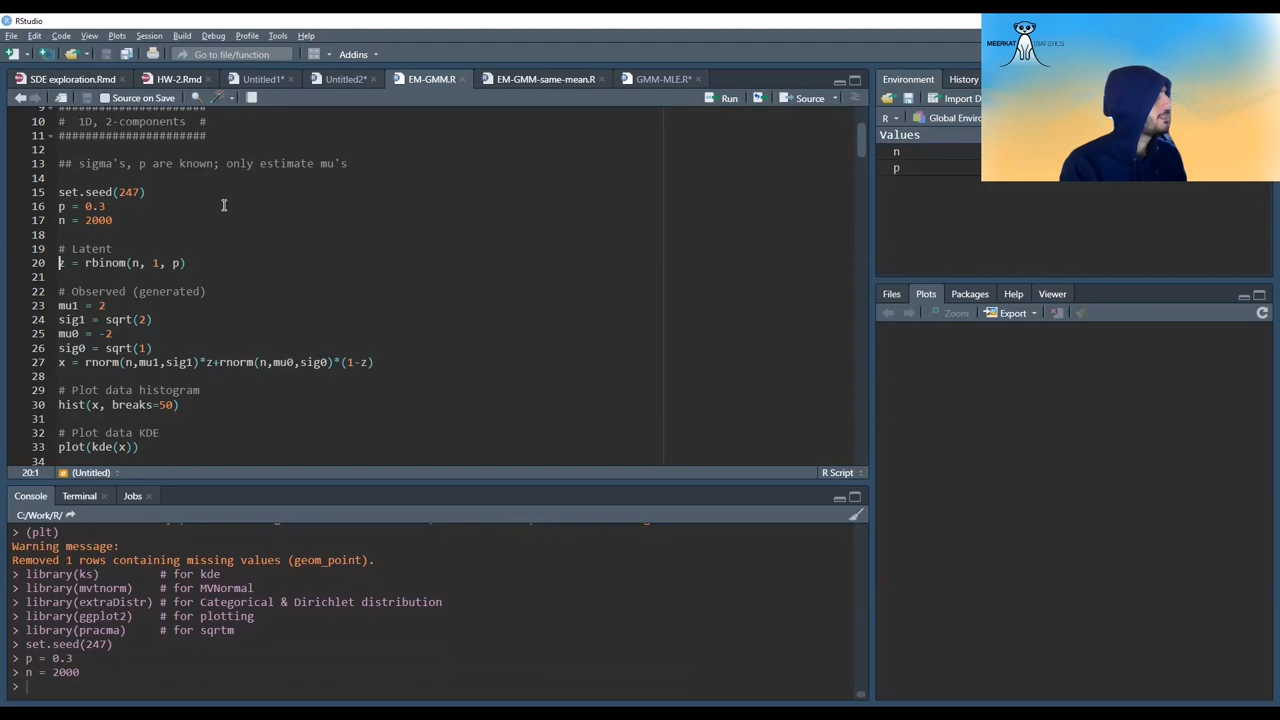 RStudio
File Edit Code View Plots Session Build Debug Profile Tools Help
Go to file/function Addins
SDE exploration.Rmd HW-2.Rmd Untitled1* Untitled2* EM-GMM.R EM-GMM-same-mean.R GMM-MLE.R*
Source on Save Run Source
9 ######################
10 # 1D, 2-components #
11 ######################
12
13 ## sigma's, p are known; only estimate mu's
14
15 set.seed(247)
16 p = 0.3
17 n = 2000
18
19 # Latent
20 z = rbinom(n, 1, p)
21
22 # Observed (generated)
23 mu1 = 2
24 sig1 = sqrt(2)
25 mu0 = -2
26 sig0 = sqrt(1)
27 x = rnorm(n,mu1,sig1)*z+rnorm(n,mu0,sig0)*(1-z)
28
29 # Plot data histogram
30 hist(x, breaks=50)
31
32 # Plot data KDE
33 plot(kde(x))
34
20:1 (Untitled) R Script
Console Terminal Jobs
C:/Work/R/
> (plt)
Warning message:
Removed 1 rows containing missing values (geom_point).
> library(ks) # for kde
> library(mvtnorm) # for MVNormal
> library(extraDistr) # for Categorical & Dirichlet distribution
> library(ggplot2) # for plotting
> library(pracma) # for sqrtm
> set.seed(247)
> p = 0.3
> n = 2000
>
Environment History
Import D
R Global Envir
Values
n
p
MEERKAT
STATISTICS
Files Plots Packages Help Viewer
Zoom Export